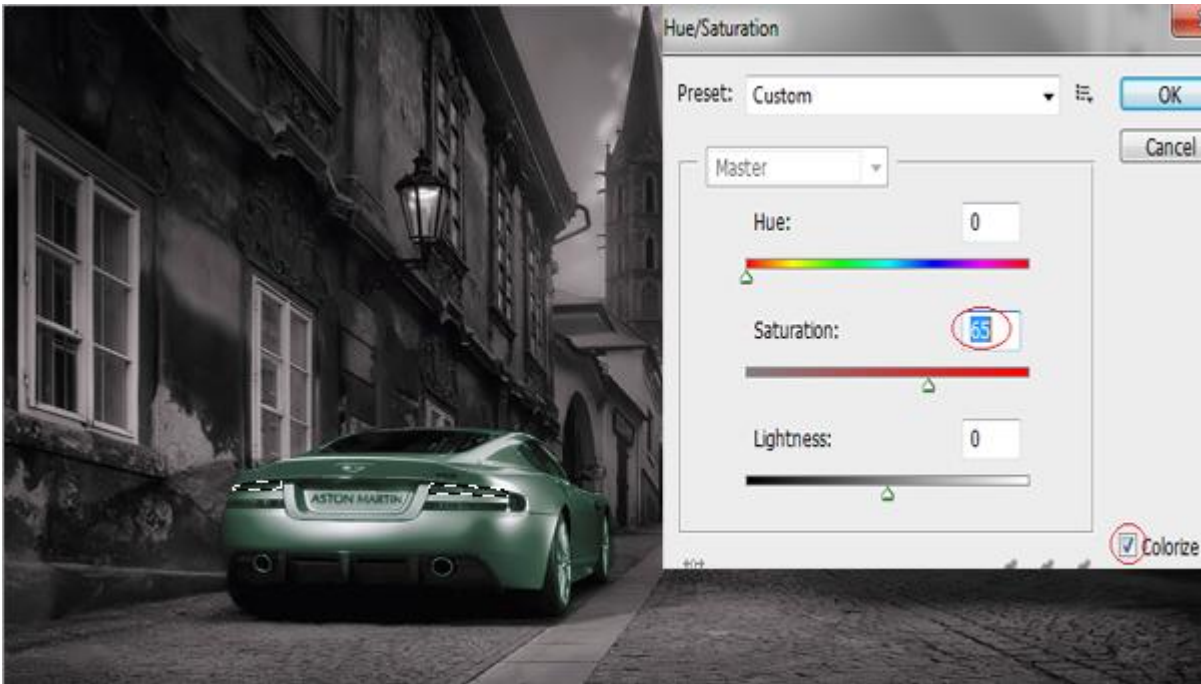 Hue/Saturation
Preset: Custom
OK
Cancel
Master
Hue: 0
Saturation: 65
Lightness: 0
Colorize
ASTON MARTIN